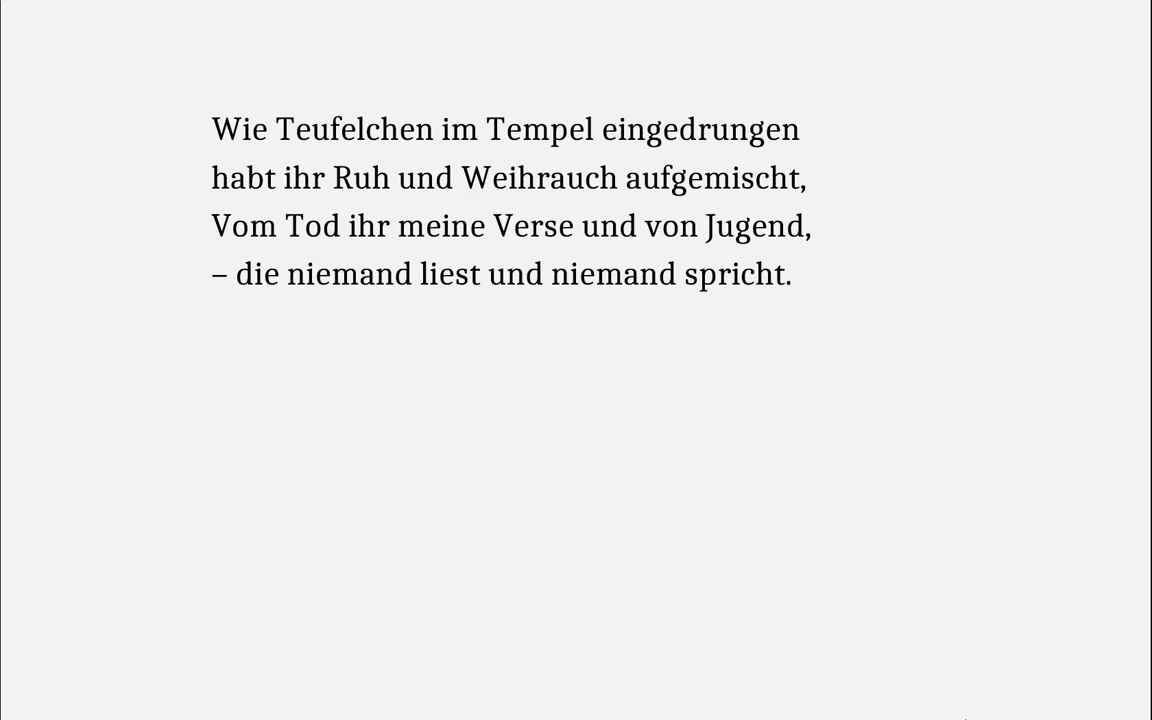 Wie Teufelchen im Tempel eingedrungen
habt ihr Ruh und Weihrauch aufgemischt,
Vom Tod ihr meine Verse und von Jugend,
– die niemand liest und niemand spricht.